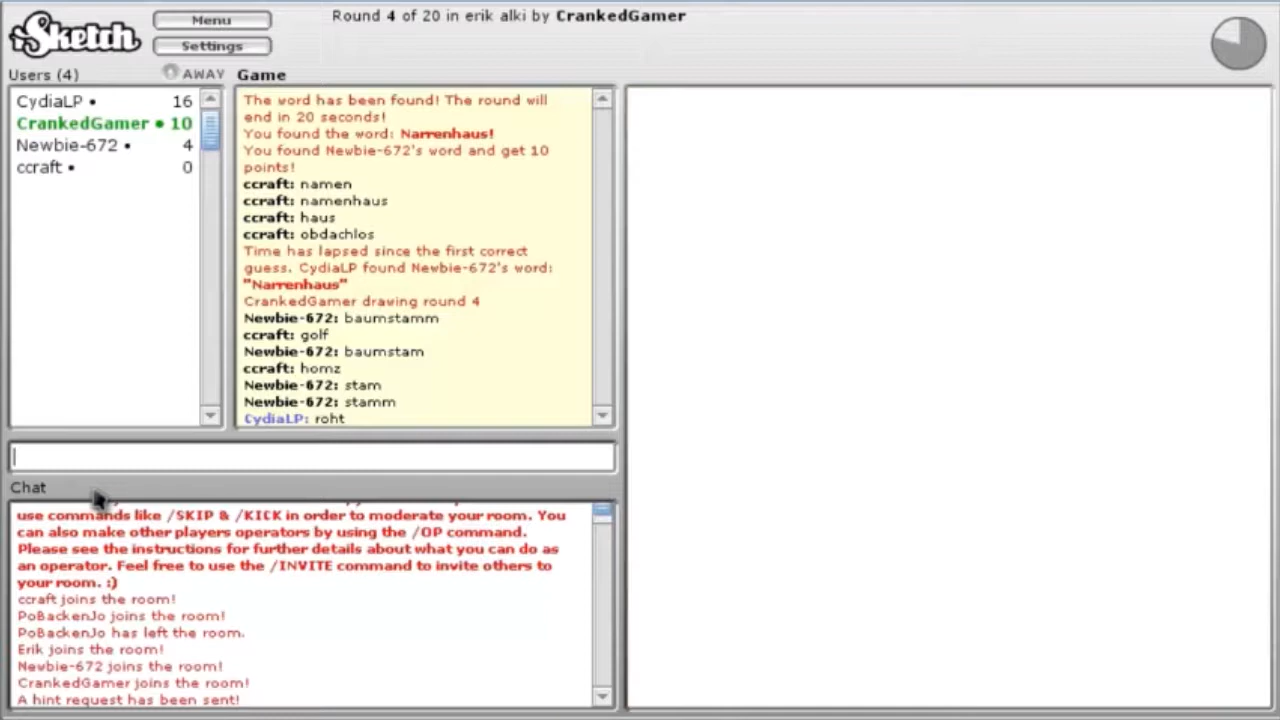 iSketch
Menu
Settings
Round 4 of 20 in erik alki by CrankedGamer
Users (4)
AWAY
CydiaLP • 16
CrankedGamer • 10
Newbie-672 • 4
ccraft • 0
Game
The word has been found! The round will
end in 20 seconds!
You found the word: Narrenhaus!
You found Newbie-672's word and get 10
points!
ccraft: namen
ccraft: namenhaus
ccraft: haus
ccraft: obdachlos
Time has lapsed since the first correct
guess. CydiaLP found Newbie-672's word:
"Narrenhaus"
CrankedGamer drawing round 4
Newbie-672: baumstamm
ccraft: golf
Newbie-672: baumstam
ccraft: homz
Newbie-672: stam
Newbie-672: stamm
CydiaLP: roht
Chat
use commands like /SKIP & /KICK in order to moderate your room. You
can also make other players operators by using the /OP command.
Please see the instructions for further details about what you can do as
an operator. Feel free to use the /INVITE command to invite others to
your room. :)
ccraft joins the room!
PoBackenJo joins the room!
PoBackenJo has left the room.
Erik joins the room!
Newbie-672 joins the room!
CrankedGamer joins the room!
A hint request has been sent!